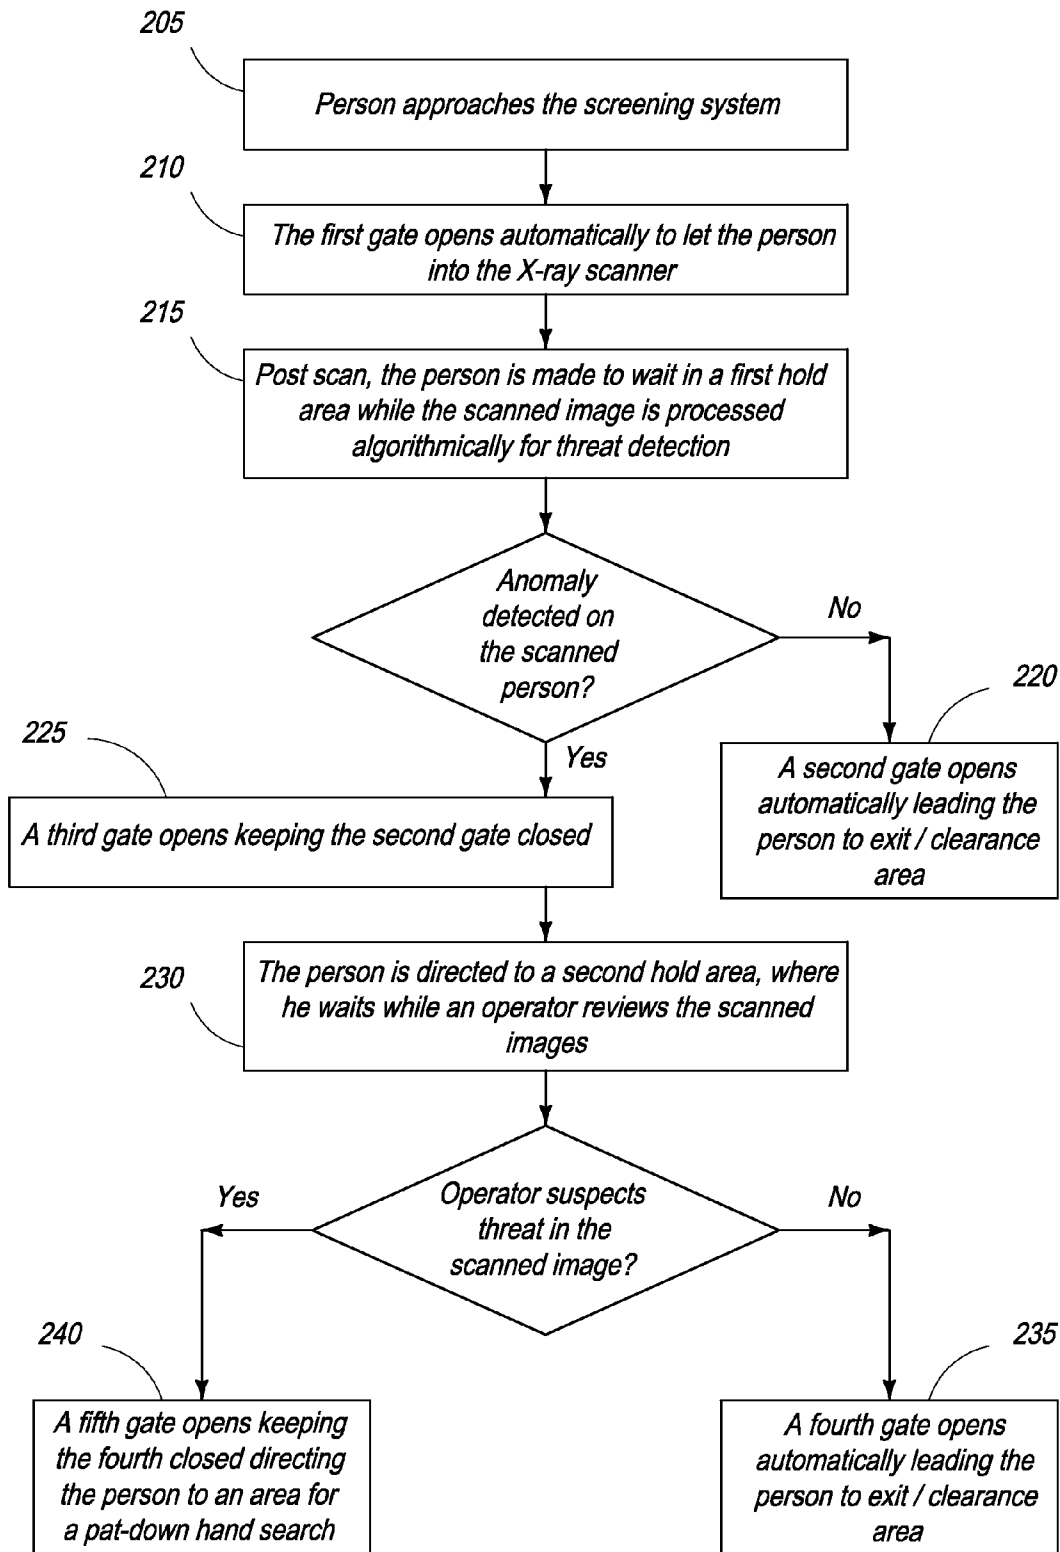 205
Person approaches the screening system
210
The first gate opens automatically to let the person
into the X-ray scanner
215
Post scan, the person is made to wait in a first hold
area while the scanned image is processed
algorithmically for threat detection
Anomaly
detected on
the scanned
person?
No
220
A second gate opens
automatically leading the
person to exit / clearance
area
Yes
225
A third gate opens keeping the second gate closed
230
The person is directed to a second hold area, where
he waits while an operator reviews the scanned
images
Operator suspects
threat in the
scanned image?
Yes
No
240
A fifth gate opens keeping
the fourth closed directing
the person to an area for
a pat-down hand search
235
A fourth gate opens
automatically leading the
person to exit / clearance
area